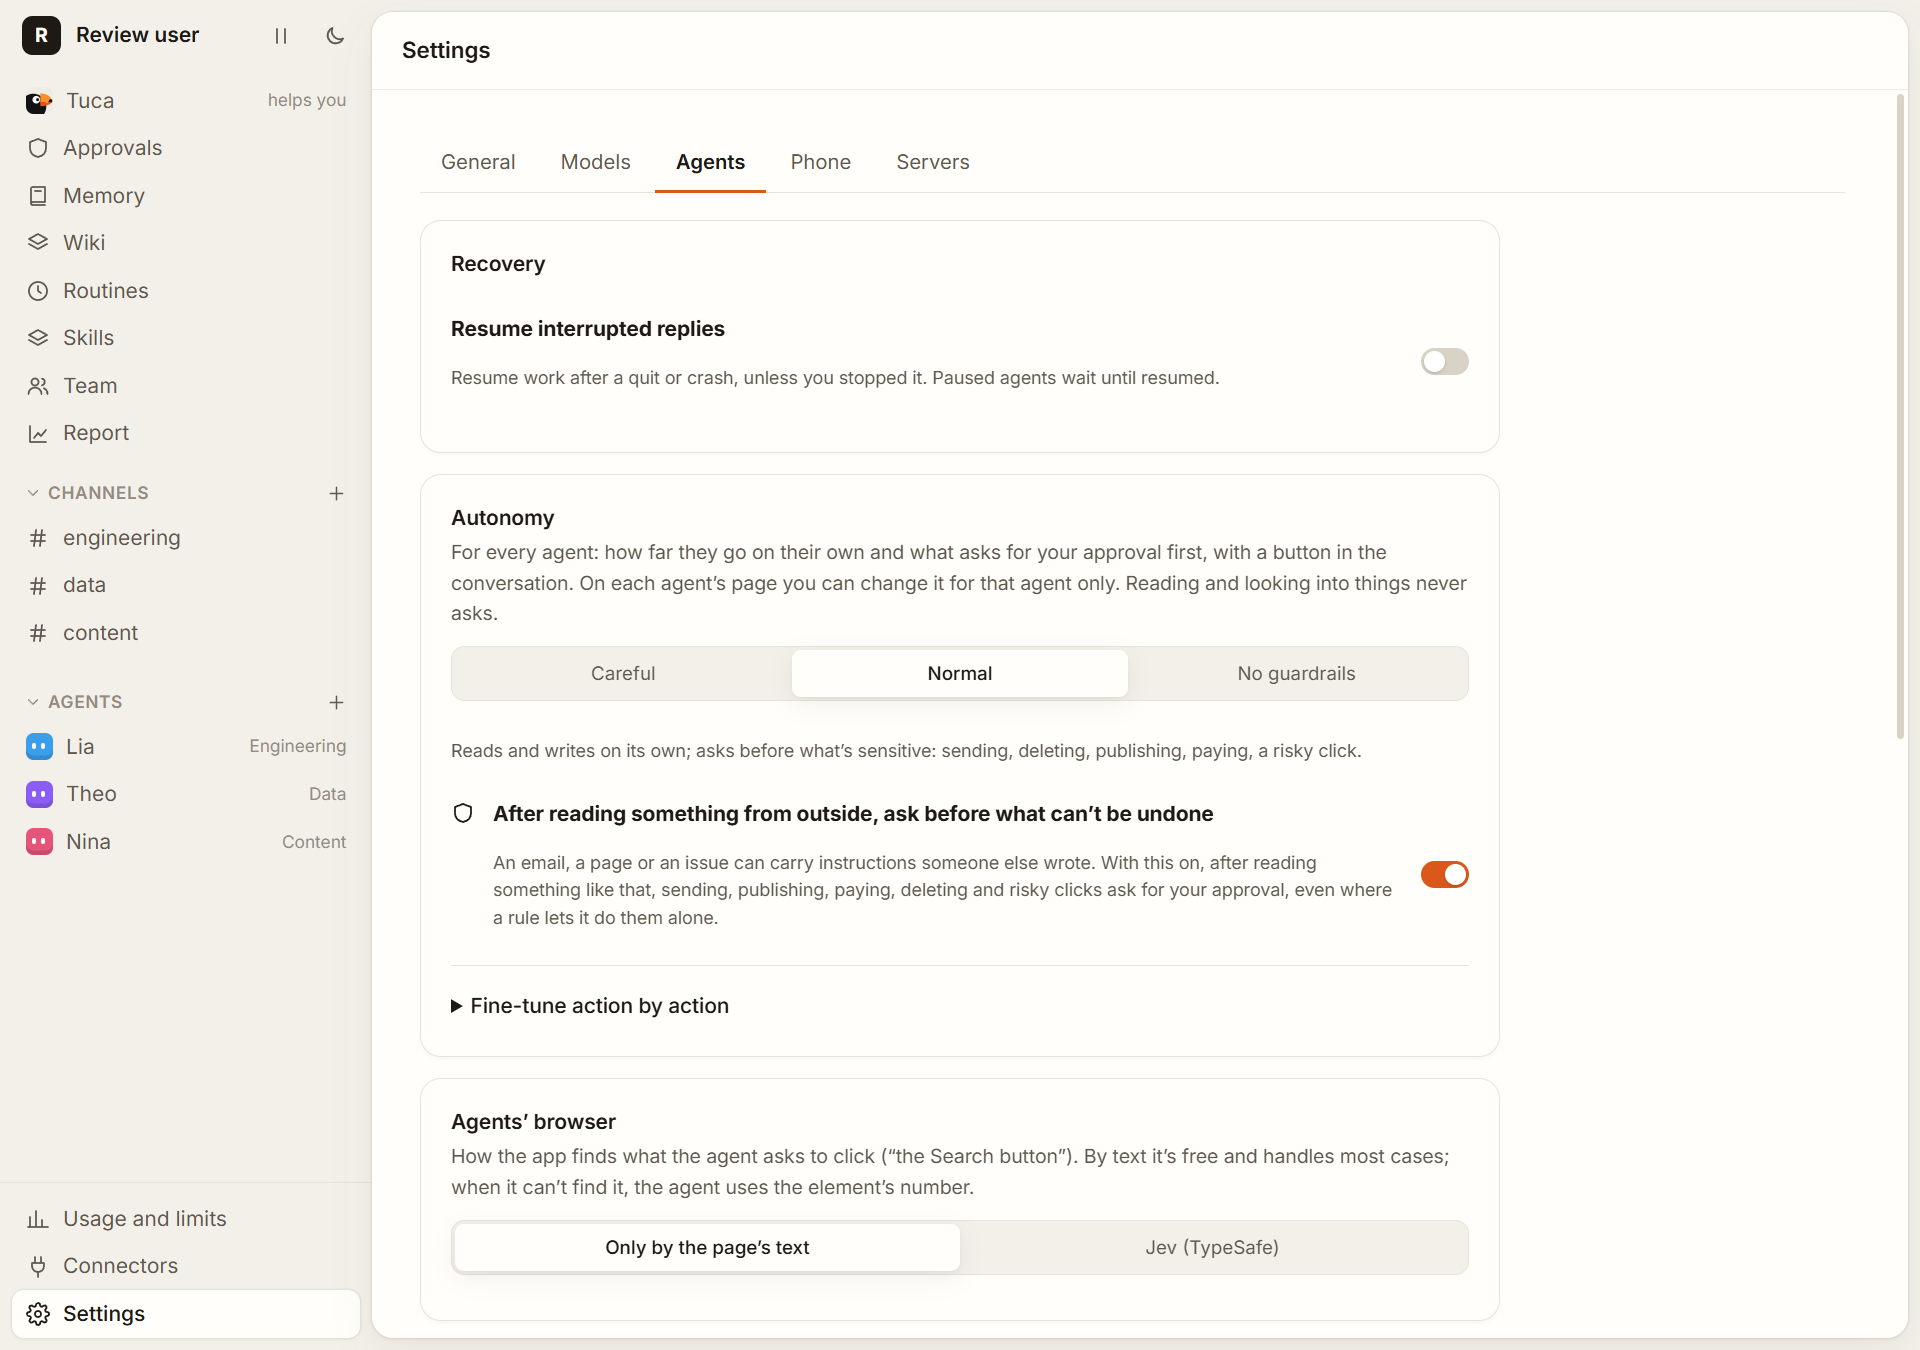 R Review user
Tuca helps you
Approvals
Memory
Wiki
Routines
Skills
Team
Report
CHANNELS
# engineering
# data
# content
AGENTS
Lia Engineering
Theo Data
Nina Content
Usage and limits
Connectors
Settings
Settings
General Models Agents Phone Servers
Recovery
Resume interrupted replies
Resume work after a quit or crash, unless you stopped it. Paused agents wait until resumed.
Autonomy
For every agent: how far they go on their own and what asks for your approval first, with a button in the
conversation. On each agent’s page you can change it for that agent only. Reading and looking into things never
asks.
Careful Normal No guardrails
Reads and writes on its own; asks before what’s sensitive: sending, deleting, publishing, paying, a risky click.
After reading something from outside, ask before what can’t be undone
An email, a page or an issue can carry instructions someone else wrote. With this on, after reading
something like that, sending, publishing, paying, deleting and risky clicks ask for your approval, even where
a rule lets it do them alone.
Fine-tune action by action
Agents’ browser
How the app finds what the agent asks to click (“the Search button”). By text it’s free and handles most cases;
when it can’t find it, the agent uses the element’s number.
Only by the page’s text Jev (TypeSafe)